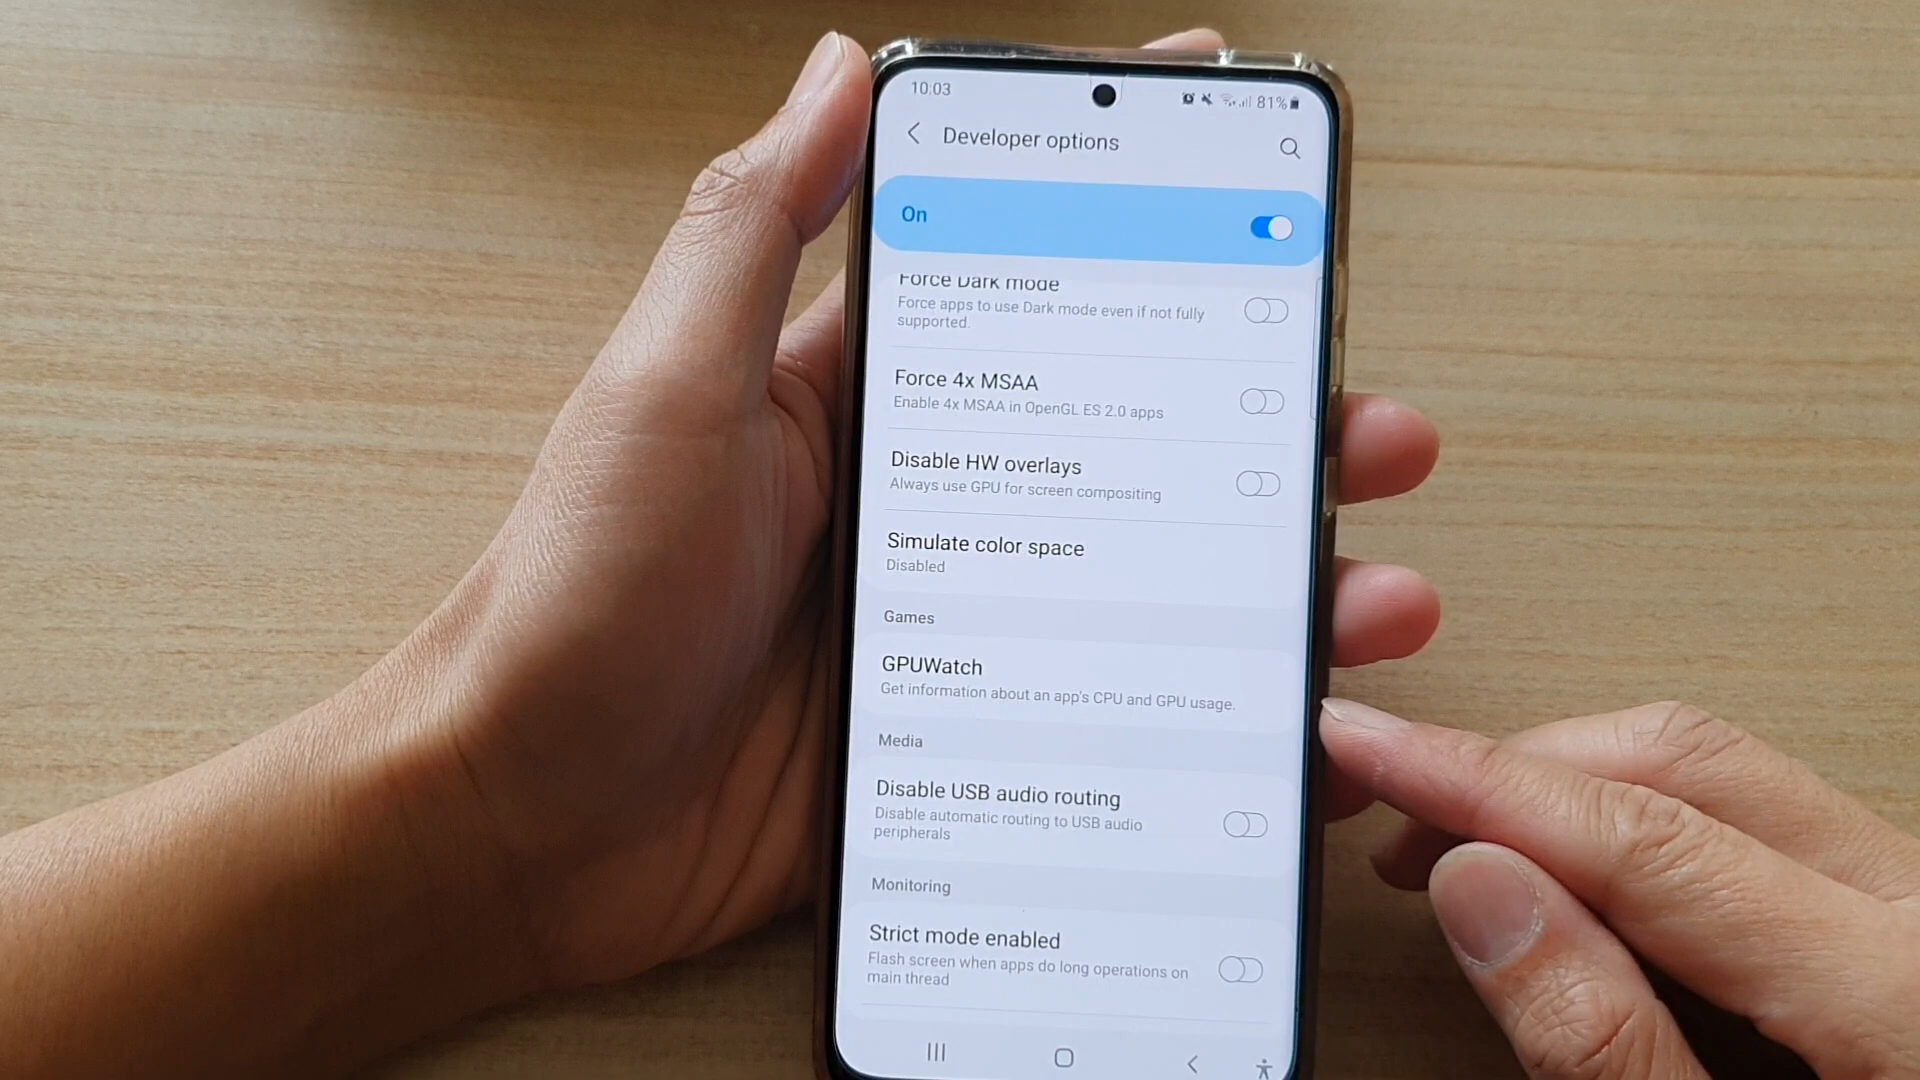 10:03
81%
Developer options
On
Force Dark mode
Force apps to use Dark mode even if not fully
supported.
Force 4x MSAA
Enable 4x MSAA in OpenGL ES 2.0 apps
Disable HW overlays
Always use GPU for screen compositing
Simulate color space
Disabled
Games
GPUWatch
Get information about an app's CPU and GPU usage.
Media
Disable USB audio routing
Disable automatic routing to USB audio
peripherals
Monitoring
Strict mode enabled
Flash screen when apps do long operations on
main thread